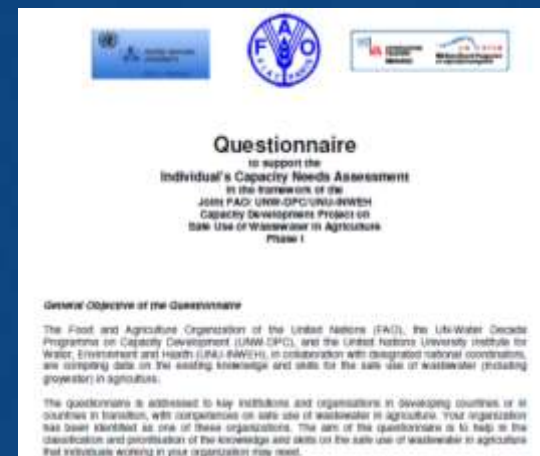 UNITED NATIONS
UNIVERSITY
F A O
FIAT PANIS
Questionnaire
to support the
Individual's Capacity Needs Assessment
in the framework of the
Joint FAO/ UNW-DPC/UNU-INWEH
Capacity Development Project on
Safe Use of Wastewater in Agriculture
Phase I
General Objective of the Questionnaire
The Food and Agriculture Organization of the United Nations (FAO), the UN-Water Decade
Programme on Capacity Development (UNW-DPC), and the United Nations University Institute for
Water, Environment and Health (UNU-INWEH), in collaboration with designated national coordinators,
are compiling data on the existing knowledge and skills for the safe use of wastewater (including
greywater) in agriculture.
The questionnaire is addressed to key institutions and organisations in developing countries or in
countries in transition, with competencies on safe use of wastewater in agriculture. Your organization
has been identified as one of these organizations. The aim of the questionnaire is to help in the
classification and prioritisation of the knowledge and skills on the safe use of wastewater in agriculture
that individuals working in your organization may need.